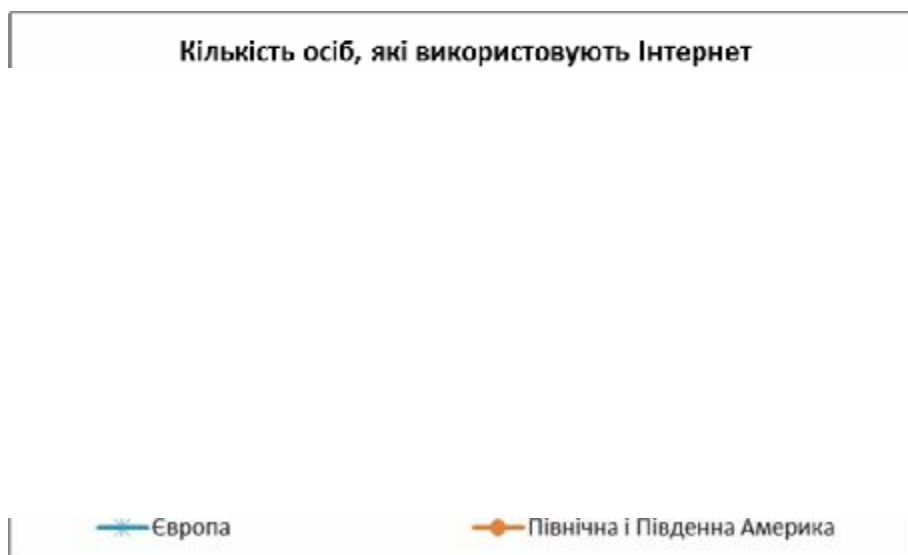 Кількість осіб, які використовують Інтернет
Європа
Північна і Південна Америка